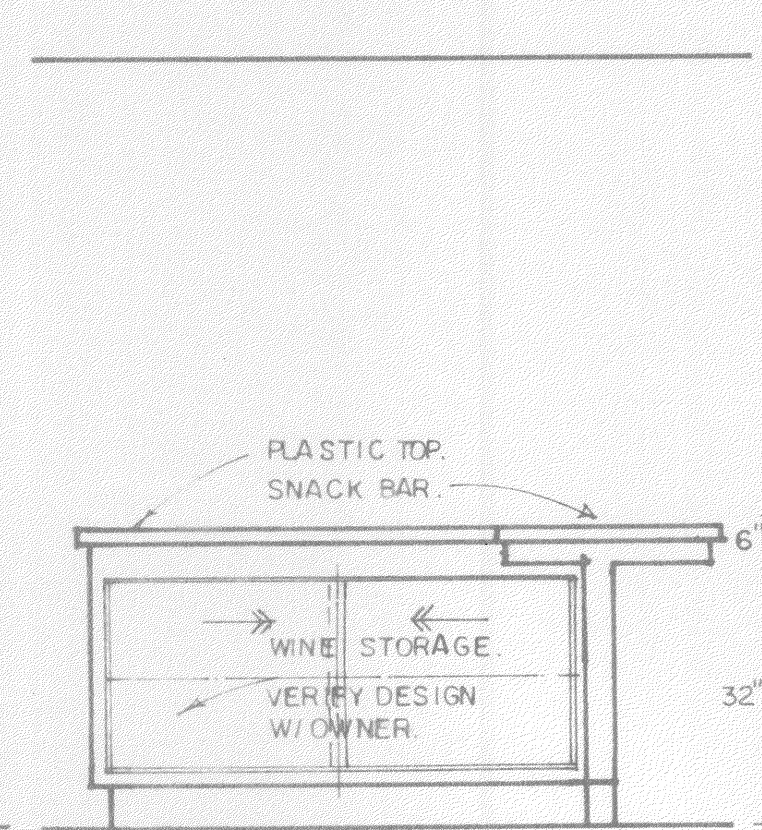 PLASTIC TOP.
SNACK BAR.
6"
WINE STORAGE.
VERIFY DESIGN
32"
W/OWNER.